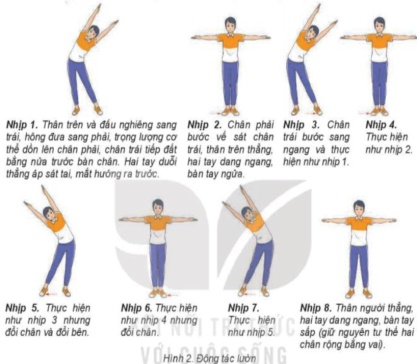 Nhịp 1. Thân trên và đầu nghiêng sang
trái, hông đưa sang phải, trọng lượng cơ
thể dồn lên chân phải, chân trái tiếp đất
bằng nửa trước bàn chân. Hai tay duỗi
thẳng áp sát tai, mắt hướng ra trước.
Nhịp 2. Chân phải
bước về sát chân
trái, thân trên thẳng,
hai tay dang ngang,
bàn tay ngửa.
Nhịp 3. Chân
trái bước sang
ngang và thực
hiện như nhịp 1.
Nhịp 4.
Thực hiện
như nhịp 2.
Nhịp 5. Thực hiện
như nhịp 3 nhưng
đổi chân và đổi bên.
Nhịp 6. Thực hiện
như nhịp 4 nhưng
đổi chân.
Nhịp 7.
Thực hiện
như nhịp 5.
Nhịp 8. Thân người thẳng,
hai tay dang ngang, bàn tay
sấp (giữ nguyên tư thế hai
chân rộng bằng vai).
Hình 2. Động tác lườn
VỚI CUỘC SỐNG